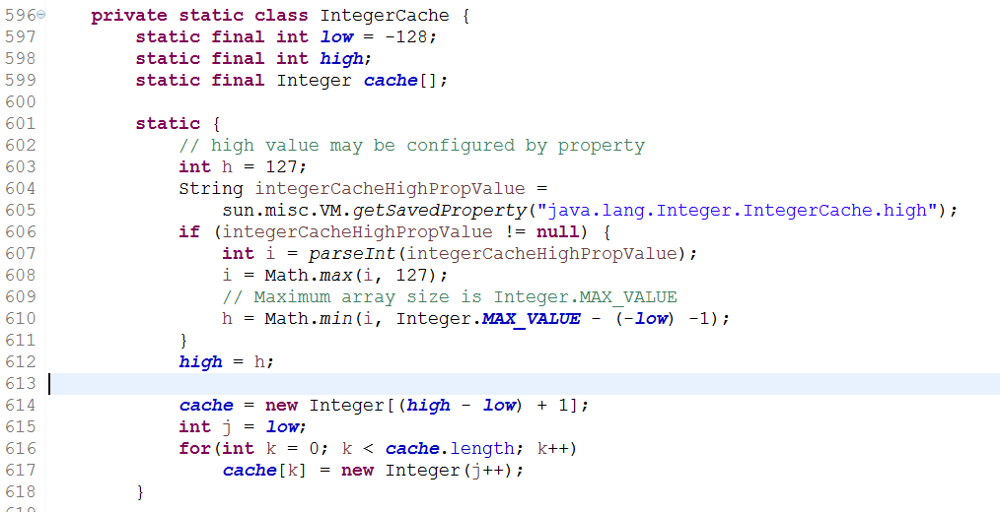 596 private static class IntegerCache {
597 static final int low = -128;
598 static final int high;
599 static final Integer cache[];
600
601 static {
602 // high value may be configured by property
603 int h = 127;
604 String integerCacheHighPropValue =
605 sun.misc.VM.getSavedProperty("java.lang.Integer.IntegerCache.high");
606 if (integerCacheHighPropValue != null) {
607 int i = parseInt(integerCacheHighPropValue);
608 i = Math.max(i, 127);
609 // Maximum array size is Integer.MAX_VALUE
610 h = Math.min(i, Integer.MAX_VALUE - (-low) -1);
611 }
612 high = h;
613
614 cache = new Integer[(high - low) + 1];
615 int j = low;
616 for(int k = 0; k < cache.length; k++)
617 cache[k] = new Integer(j++);
618 }